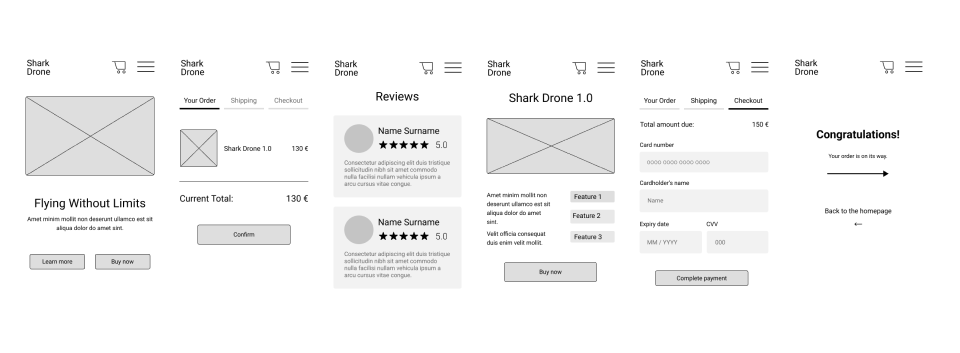 Shark
Drone
Flying Without Limits
Amet minim mollit non deserunt ullamco est sit
aliqua dolor do amet sint.
Learn more
Buy now
Shark
Drone
Your Order
Shipping
Checkout
Shark Drone 1.0
130 €
Current Total:
130 €
Confirm
Shark
Drone
Reviews
Name Surname
5.0
Consectetur adipiscing elit duis tristique
sollicitudin nibh sit amet commodo
nulla facilisi nullam vehicula ipsum a
arcu cursus vitae congue.
Name Surname
5.0
Consectetur adipiscing elit duis tristique
sollicitudin nibh sit amet commodo
nulla facilisi nullam vehicula ipsum a
arcu cursus vitae congue.
Shark
Drone
Shark Drone 1.0
Amet minim mollit non
deserunt ullamco est sit
aliqua dolor do amet
sint.
Velit officia consequat
duis enim velit mollit.
Feature 1
Feature 2
Feature 3
Buy now
Shark
Drone
Your Order
Shipping
Checkout
Total amount due:
150 €
Card number
0000 0000 0000 0000
Cardholder's name
Name
Expiry date
CVV
MM / YYYY
000
Complete payment
Shark
Drone
Congratulations!
Your order is on its way.
Back to the homepage